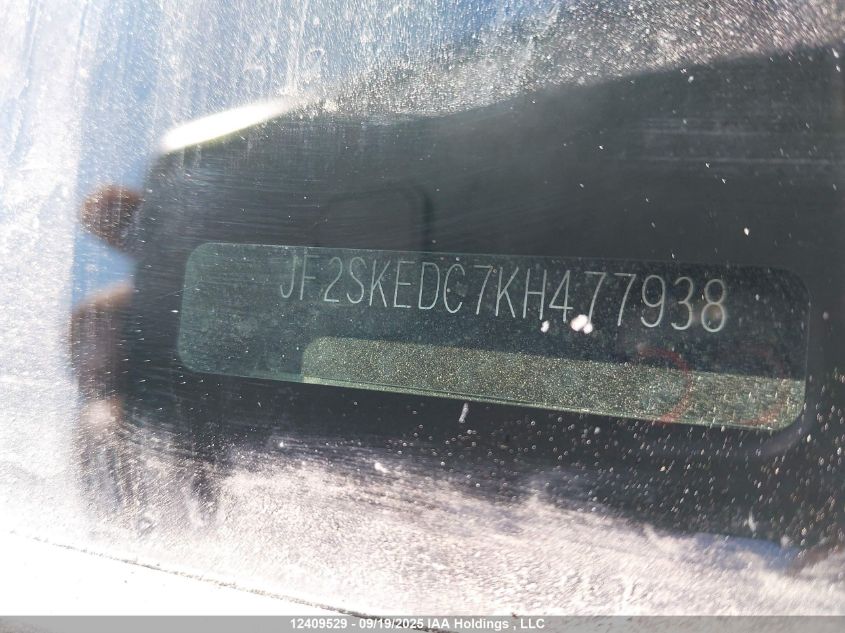 JF2SKEDC7KH477938
12409529 - 09/19/2025 IAA Holdings , LLC